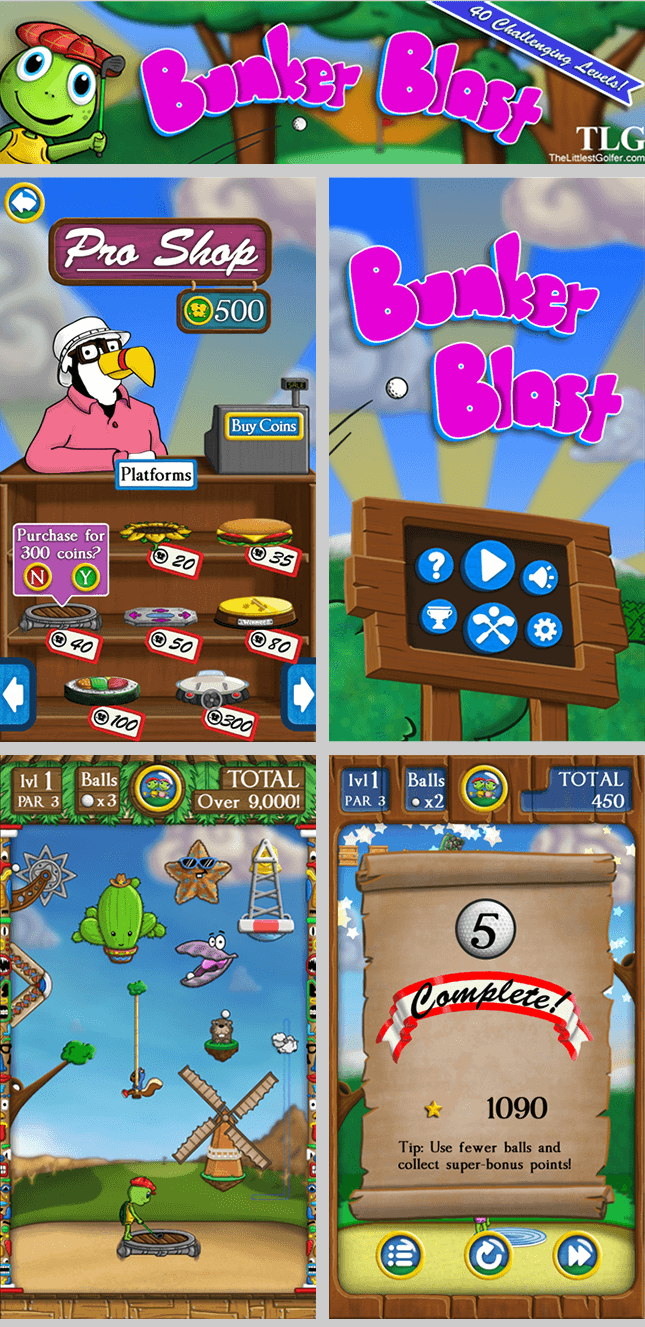 40 Challenging Levels!
Bunker Blast
TLG
TheLittlestGolfer.com
Pro Shop
500
SALE
Buy Coins
Platforms
Purchase for
300 coins?
N Y
20
35
40
50
Winner!
80
100
300
Bunker
Blast
?
lvl 1
PAR 3
Balls
x3
TOTAL
Over 9,000!
lvl 1
PAR 3
Balls
x2
TOTAL
450
5
Complete!
1090
Tip: Use fewer balls and
collect super-bonus points!